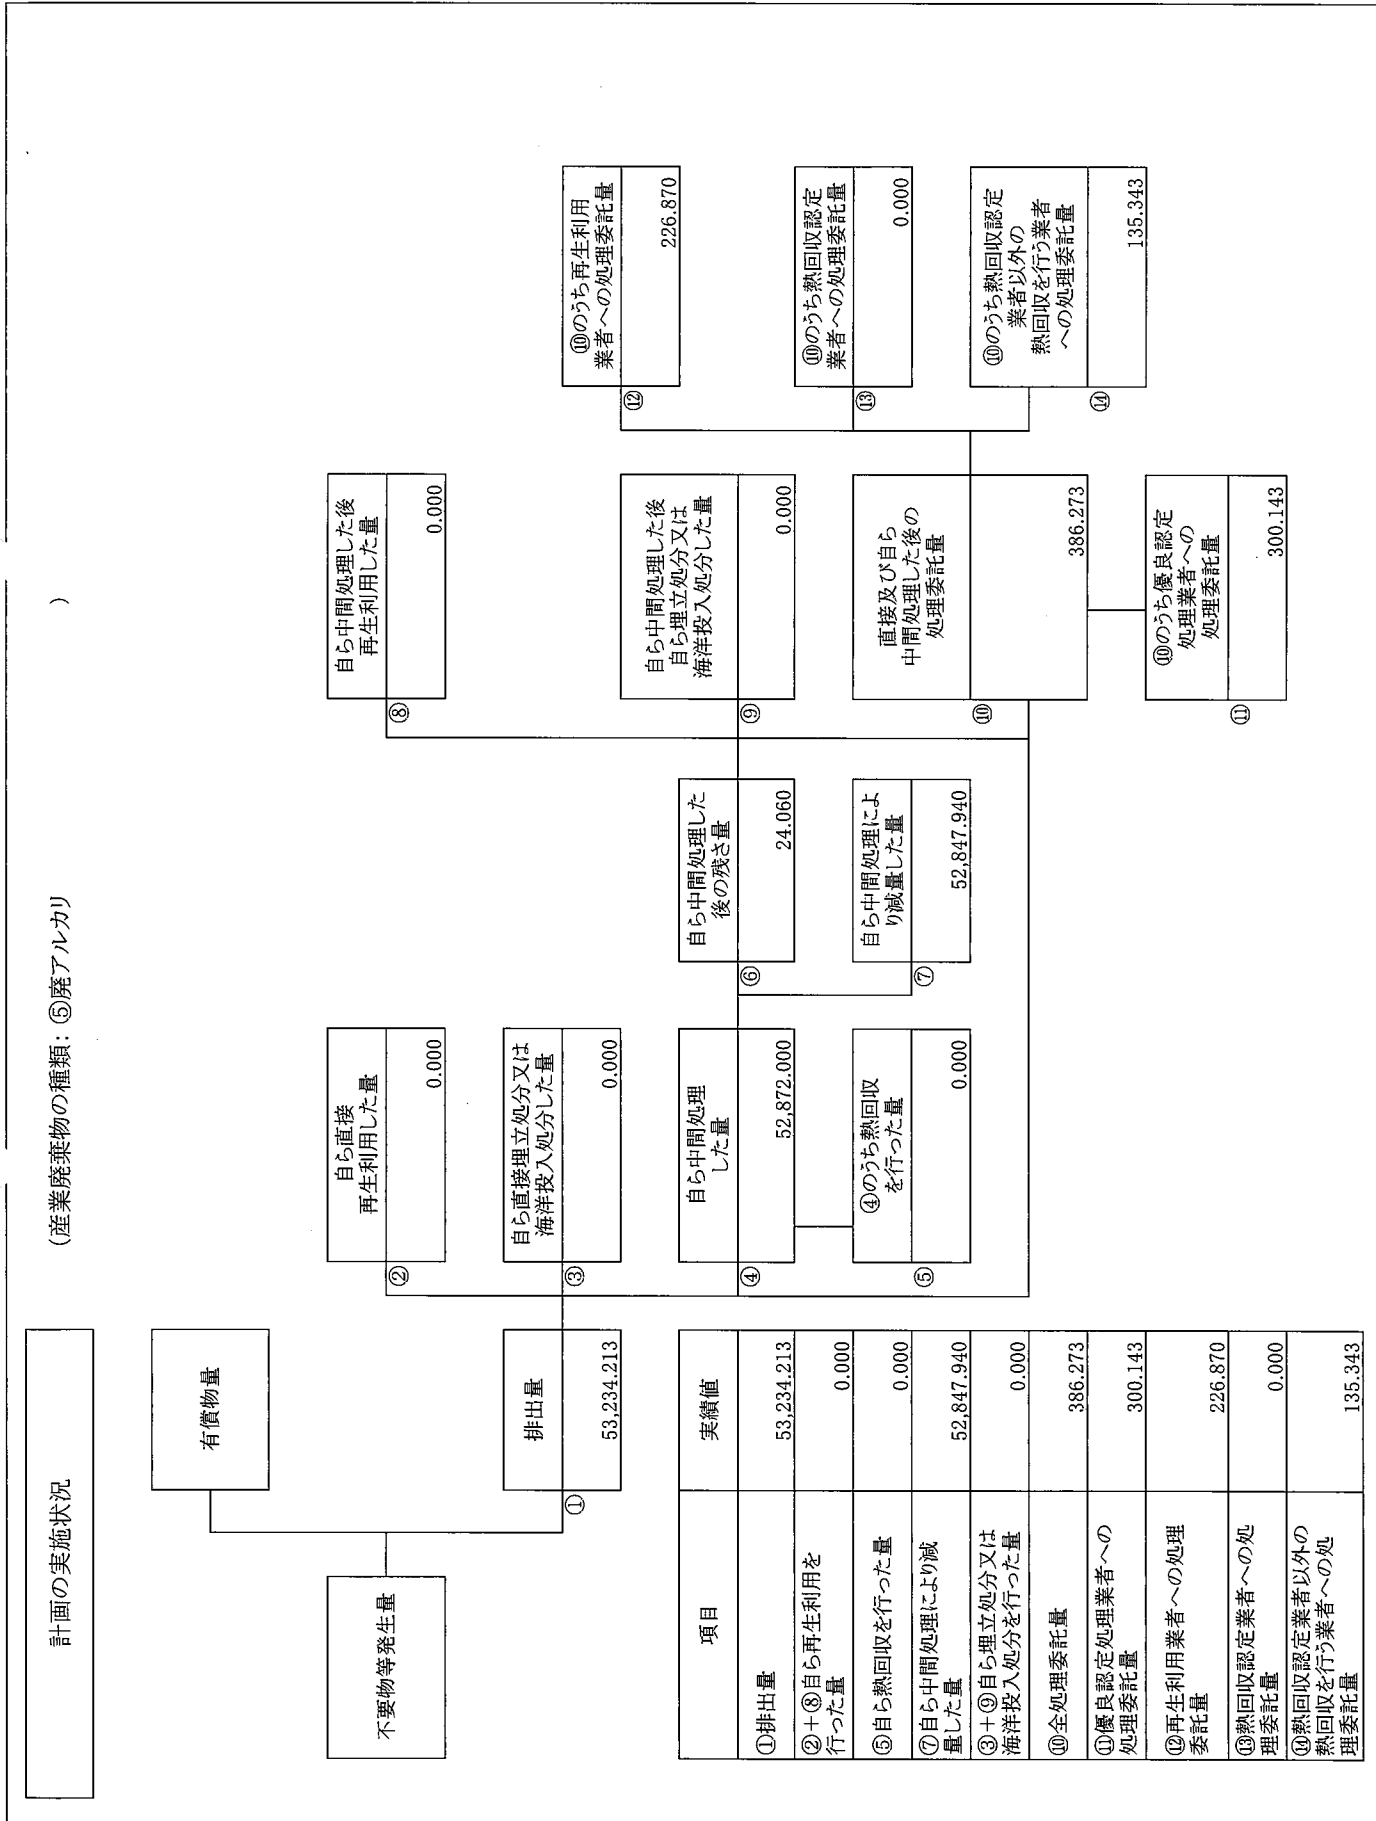 計画の実施状況
(産業廃棄物の種類：⑤廃アルカリ
)
不要物等発生量
有償物量
①
排出量
53,234.213
②
自ら直接
再生利用した量
0.000
③
自ら直接埋立処分又は
海洋投入処分した量
0.000
④
自ら中間処理
した量
52,872.000
⑤
④のうち熱回収
を行った量
0.000
⑥
自ら中間処理した
後の残さ量
24.060
⑦
自ら中間処理によ
り減量した量
52,847.940
⑧
自ら中間処理した後
再生利用した量
0.000
⑨
自ら中間処理した後
自ら埋立処分又は
海洋投入処分した量
0.000
⑩
直接及び自ら
中間処理した後の
処理委託量
386.273
⑪
⑩のうち優良認定
処理業者への
処理委託量
300.143
⑫
⑩のうち再生利用
業者への処理委託量
226.870
⑬
⑩のうち熱回収認定
業者への処理委託量
0.000
⑭
⑩のうち熱回収認定
業者以外の
熱回収を行う業者
への処理委託量
135.343
項目 実績値
①排出量 53,234.213
②＋⑧自ら再生利用を
行った量 0.000
⑤自ら熱回収を行った量 0.000
⑦自ら中間処理により減
量した量 52,847.940
③＋⑨自ら埋立処分又は
海洋投入処分を行った量 0.000
⑩全処理委託量 386.273
⑪優良認定処理業者への
処理委託量 300.143
⑫再生利用業者への処理
委託量 226.870
⑬熱回収認定業者への処
理委託量 0.000
⑭熱回収認定業者以外の
熱回収を行う業者への処
理委託量 135.343